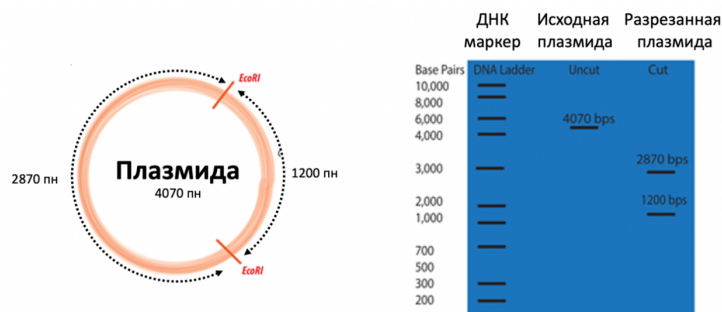 EcoRI
2870 пн
Плазмида
4070 пн
1200 пн
EcoRI
ДНК маркер
Исходная плазмида
Разрезанная плазмида
Base Pairs
DNA Ladder
Uncut
Cut
10,000
8,000
6,000
4,000
3,000
2,000
1,000
700
500
300
200
4070 bps
2870 bps
1200 bps